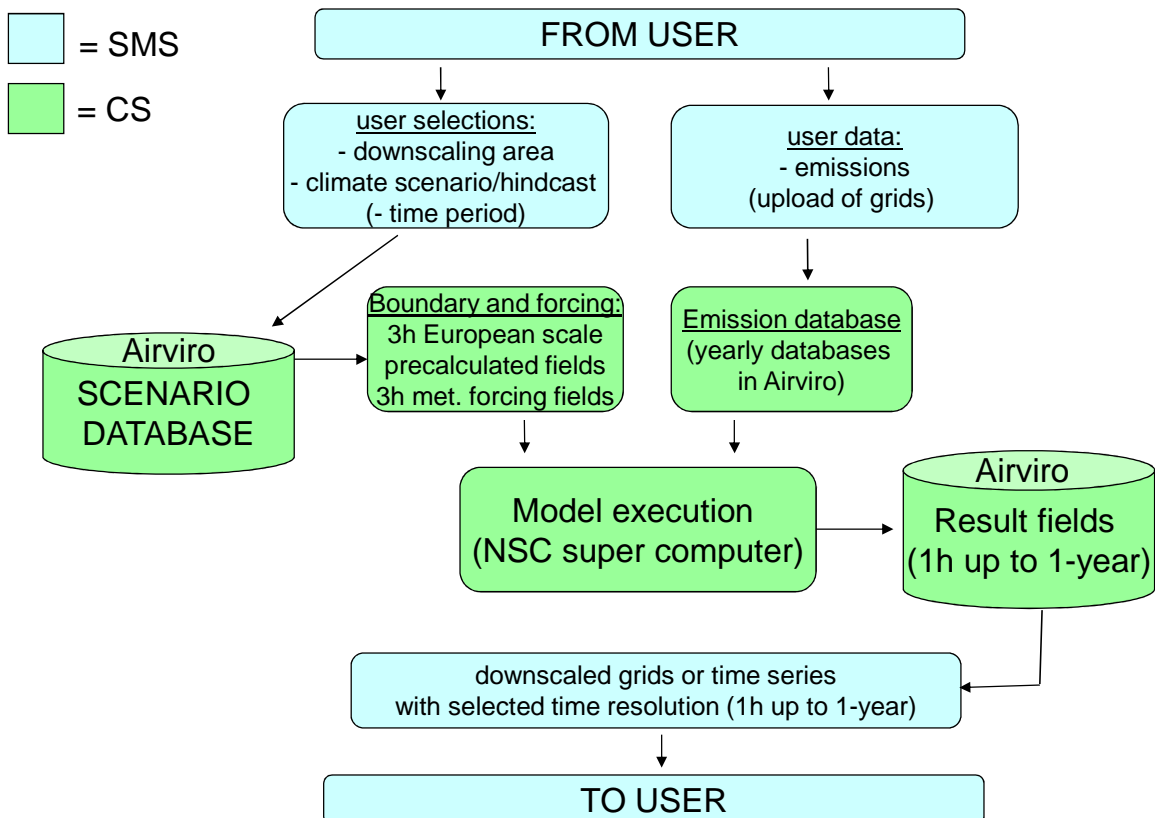 = SMS
= CS
FROM USER
user selections:
- downscaling area
- climate scenario/hindcast
(- time period)
user data:
- emissions
(upload of grids)
Airviro
SCENARIO
DATABASE
Boundary and forcing:
3h European scale
precalculated fields
3h met. forcing fields
Emission database
(yearly databases
in Airviro)
Model execution
(NSC super computer)
Airviro
Result fields
(1h up to 1-year)
downscaled grids or time series
with selected time resolution (1h up to 1-year)
TO USER